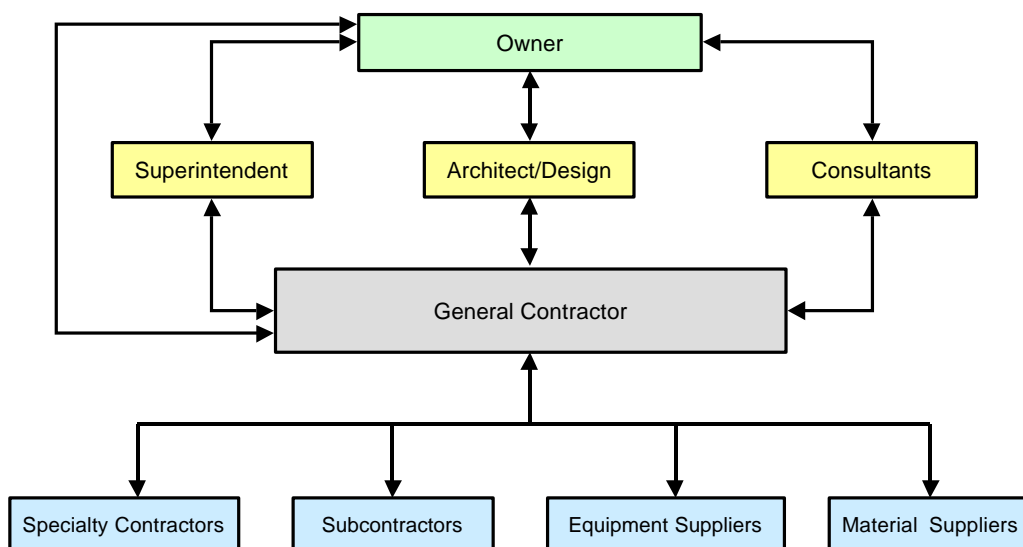 Owner
Superintendent
Architect/Design
Consultants
General Contractor
Specialty Contractors
Subcontractors
Equipment Suppliers
Material Suppliers